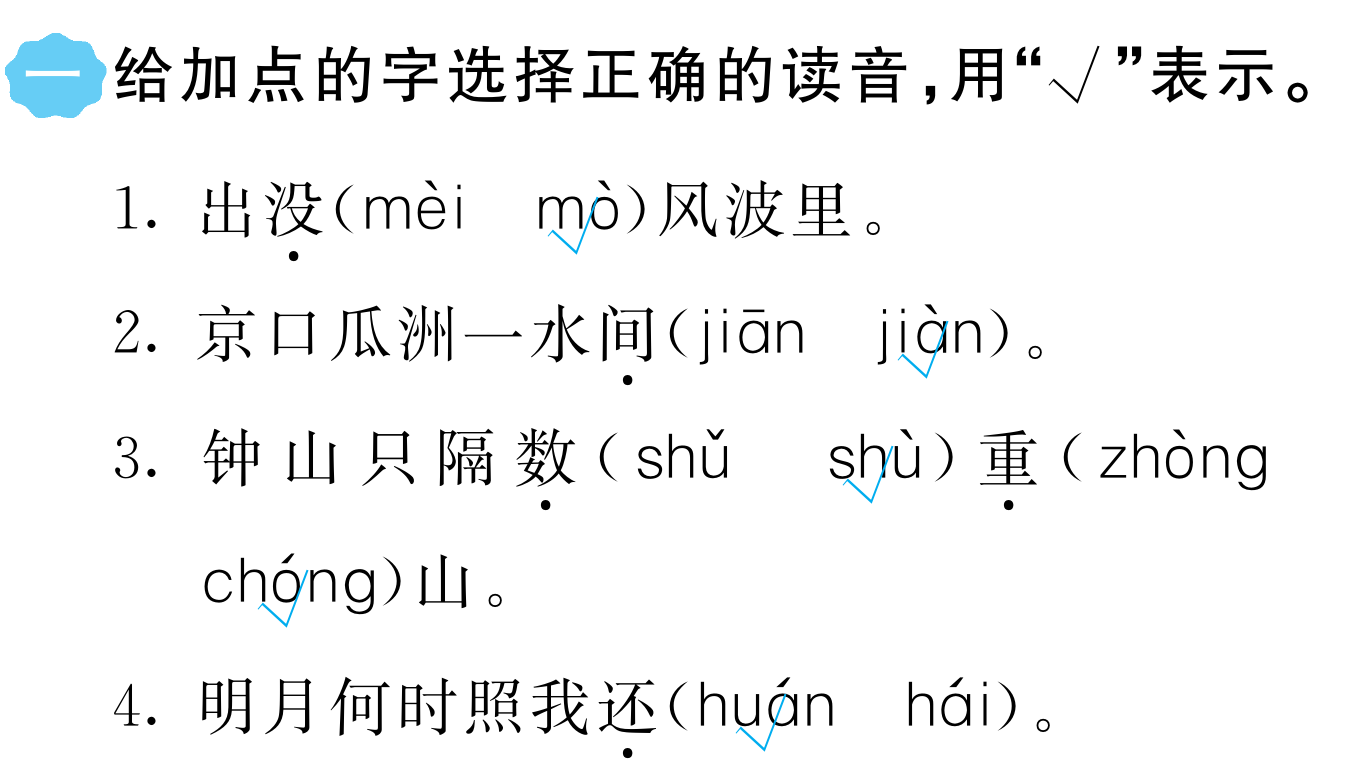 一 给加点的字选择正确的读音,用“√”表示。
1. 出没(mèi mò)风波里。
2. 京口瓜洲一水间(jiān jiàn)。
3. 钟山只隔数(shǔ shù)重(zhòng
chóng)山。
4. 明月何时照我还(huán hái)。